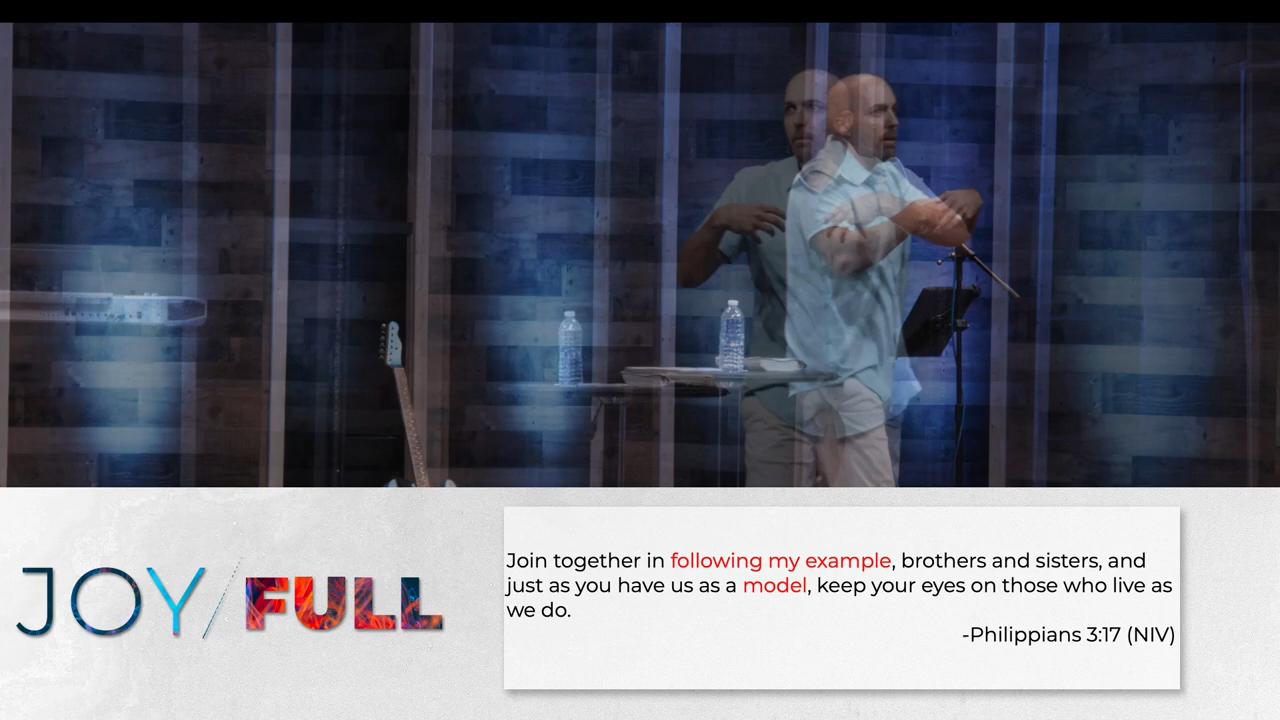 JOY/FULL
Join together in following my example, brothers and sisters, and
just as you have us as a model, keep your eyes on those who live as
we do.
-Philippians 3:17 (NIV)